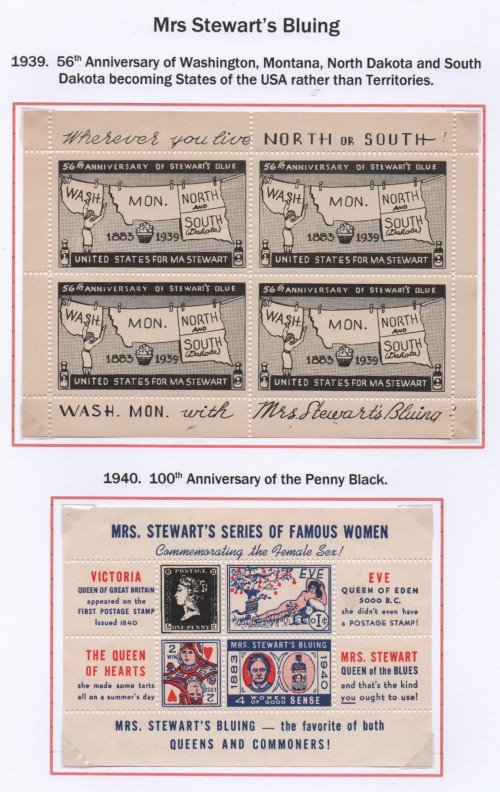 Mrs Stewart's Bluing
1939. 56th Anniversary of Washington, Montana, North Dakota and South
Dakota becoming States of the USA rather than Territories.
Wherever you live NORTH or SOUTH!
56th ANNIVERSARY OF STEWART'S BLUE
WASH.
MON.
NORTH
AND
SOUTH
(Dakota)
1883 1939
UNITED STATES FOR MA STEWART
56th ANNIVERSARY OF STEWART'S BLUE
WASH.
MON.
NORTH
AND
SOUTH
(Dakota)
1883 1939
UNITED STATES FOR MA STEWART
56th ANNIVERSARY OF STEWART'S BLUE
WASH.
MON.
NORTH
AND
SOUTH
(Dakota)
1883 1939
UNITED STATES FOR MA STEWART
56th ANNIVERSARY OF STEWART'S BLUE
WASH.
MON.
NORTH
AND
SOUTH
(Dakota)
1883 1939
UNITED STATES FOR MA STEWART
WASH. MON. with Mrs. Stewart's Bluing!
1940. 100th Anniversary of the Penny Black.
MRS. STEWART'S SERIES OF FAMOUS WOMEN
Commemorating the Female Sex!
VICTORIA
QUEEN OF GREAT BRITAIN
appeared on the
FIRST POSTAGE STAMP
Issued 1840
POSTAGE
L ONE PENNY C
EVE
1¢
EVE
QUEEN OF EDEN
5000 B.C.
she didn't even have
a POSTAGE STAMP!
THE QUEEN
OF HEARTS
she made some tarts
all on a summer's day
2
WIN
LOSE
2
MRS. STEWART'S BLUING
1883
1940
4 WOMEN OF GOOD SENSE
MRS. STEWART
QUEEN of the BLUES
and that's the kind
you ought to use!
MRS. STEWART'S BLUING — the favorite of both
QUEENS AND COMMONERS!